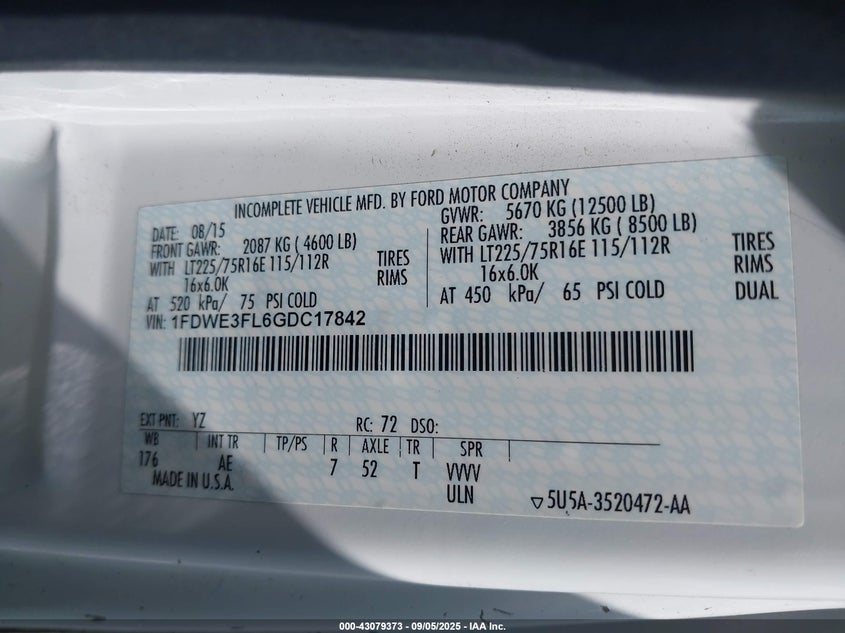 INCOMPLETE VEHICLE MFD. BY FORD MOTOR COMPANY
DATE: 08/15
FRONT GAWR: 2087 KG ( 4600 LB)
WITH LT225/75R16E 115/112R TIRES
16x6.0K RIMS
AT 520 kPa/ 75 PSI COLD
GVWR: 5670 KG (12500 LB)
REAR GAWR: 3856 KG ( 8500 LB)
WITH LT225/75R16E 115/112R TIRES
16x6.0K RIMS
AT 450 kPa/ 65 PSI COLD DUAL
VIN: 1FDWE3FL6GDC17842
EXT PNT: YZ RC: 72 DSO:
WB INT TR TP/PS R AXLE TR SPR
176 AE 7 52 T VVVV
MADE IN U.S.A. ULN
▽5U5A-3520472-AA
000-43079373 - 09/05/2025 - IAA Inc.